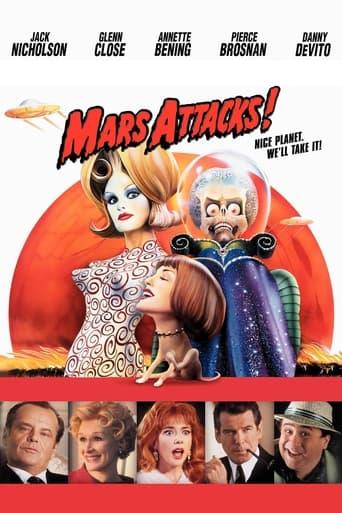 JACK NICHOLSON
GLENN CLOSE
ANNETTE BENING
PIERCE BROSNAN
DANNY DeVITO
MARS ATTACKS!
NICE PLANET.
WE'LL TAKE IT!